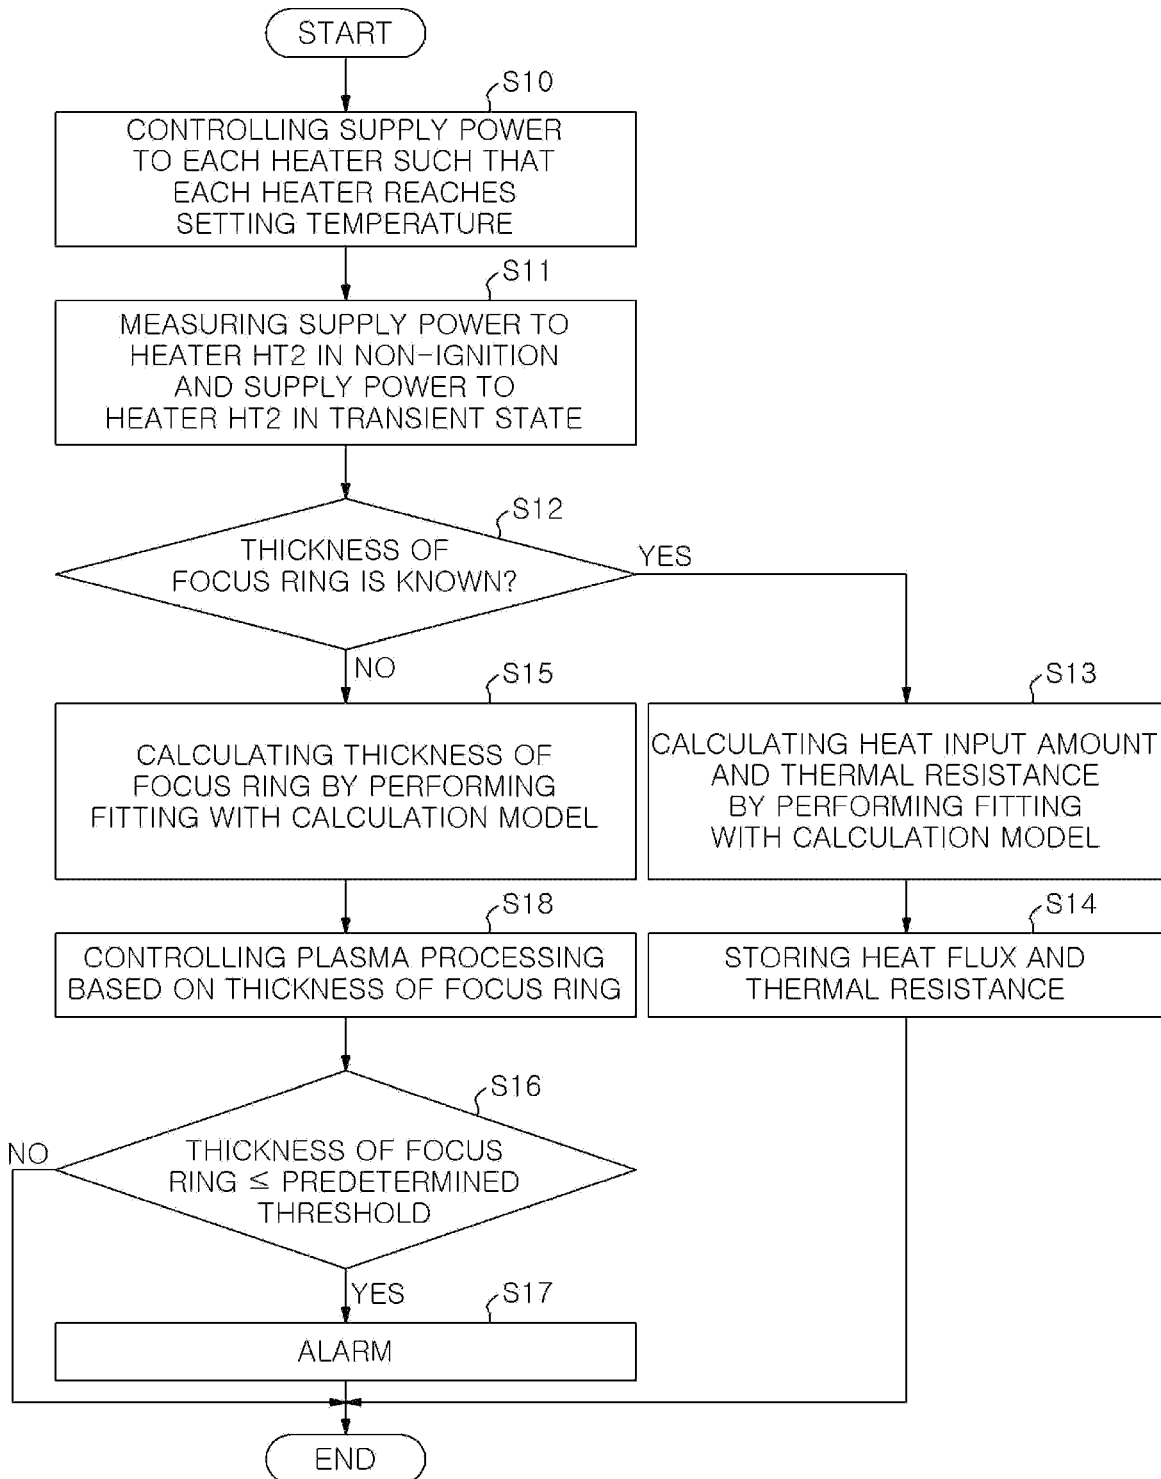 START
S10
CONTROLLING SUPPLY POWER
TO EACH HEATER SUCH THAT
EACH HEATER REACHES
SETTING TEMPERATURE
S11
MEASURING SUPPLY POWER TO
HEATER HT2 IN NON-IGNITION
AND SUPPLY POWER TO
HEATER HT2 IN TRANSIENT STATE
S12
THICKNESS OF
FOCUS RING IS KNOWN?
YES
NO
S15
CALCULATING THICKNESS OF
FOCUS RING BY PERFORMING
FITTING WITH CALCULATION MODEL
S13
CALCULATING HEAT INPUT AMOUNT
AND THERMAL RESISTANCE
BY PERFORMING FITTING
WITH CALCULATION MODEL
S18
CONTROLLING PLASMA PROCESSING
BASED ON THICKNESS OF FOCUS RING
S14
STORING HEAT FLUX AND
THERMAL RESISTANCE
S16
THICKNESS OF FOCUS
RING ≤ PREDETERMINED
THRESHOLD
NO
YES
S17
ALARM
END